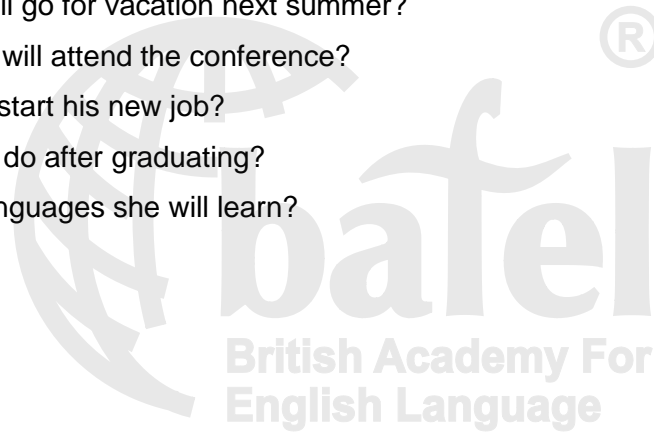 ll go for vacation next summer?
will attend the conference?
start his new job?
do after graduating?
nguages she will learn?
®
bafel
British Academy For
English Language